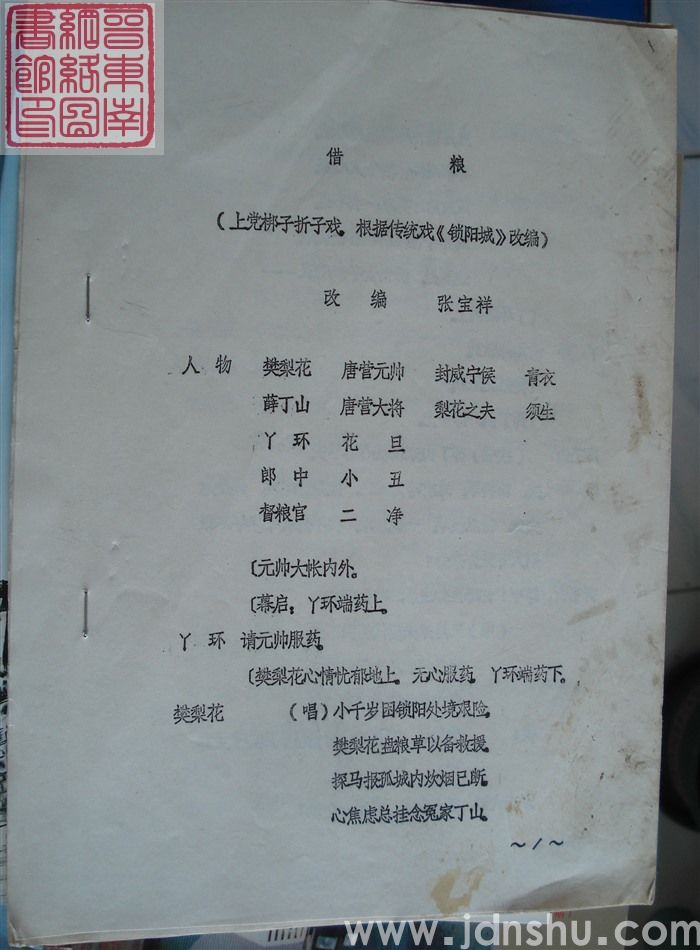 晋东南
网络图
书馆印
借 粮
（上党梆子折子戏．根据传统戏《锁阳城》改编）
改 编 张宝祥
人 物 樊梨花 唐营元帅 封威宁侯 青衣
薛丁山 唐营大将 梨花之夫 须生
丫 环 花 旦
郎 中 小 丑
督粮官 二 净
〔元帅大帐内外。
〔幕启：丫环端药上。
丫 环 请元帅服药。
〔樊梨花心情忧郁地上．无心服药．丫环端药下。
樊梨花 （唱）小千岁困锁阳处境艰险．
樊梨花盘粮草以备救援．
探马报孤城内炊烟已断．
心焦虑总挂念冤家丁山．
～1～
www.jdnshu.com